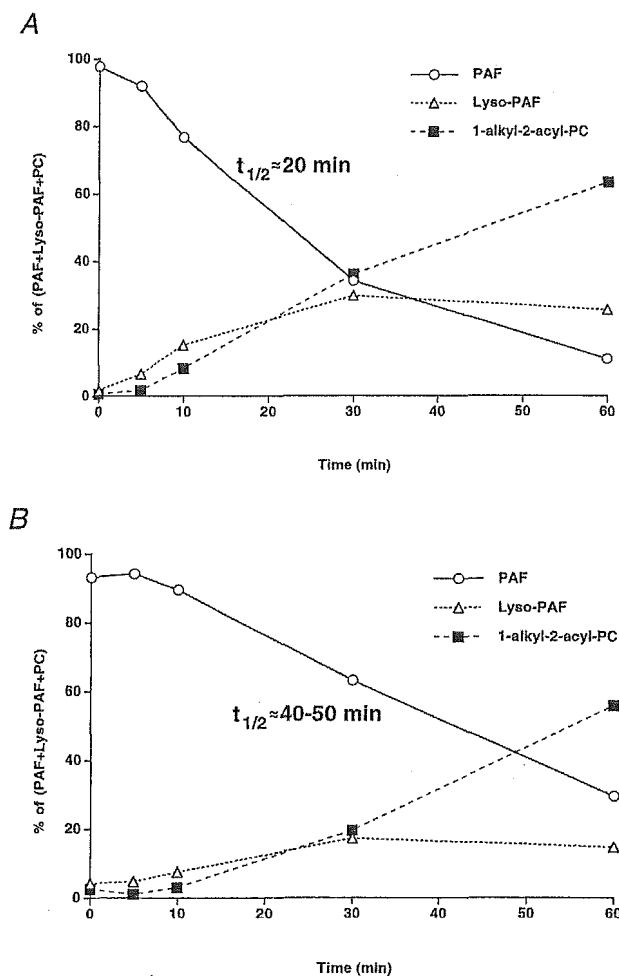 A
% of (PAF+Lyso-PAF+PC)
100
80
60
40
20
0
PAF
Lyso-PAF
1-alkyl-2-acyl-PC
t1/2≈20 min
0 10 20 30 40 50 60
Time (min)
B
% of (PAF+Lyso-PAF+PC)
100
80
60
40
20
0
PAF
Lyso-PAF
1-alkyl-2-acyl-PC
t1/2≈40-50 min
0 10 20 30 40 50 60
Time (min)